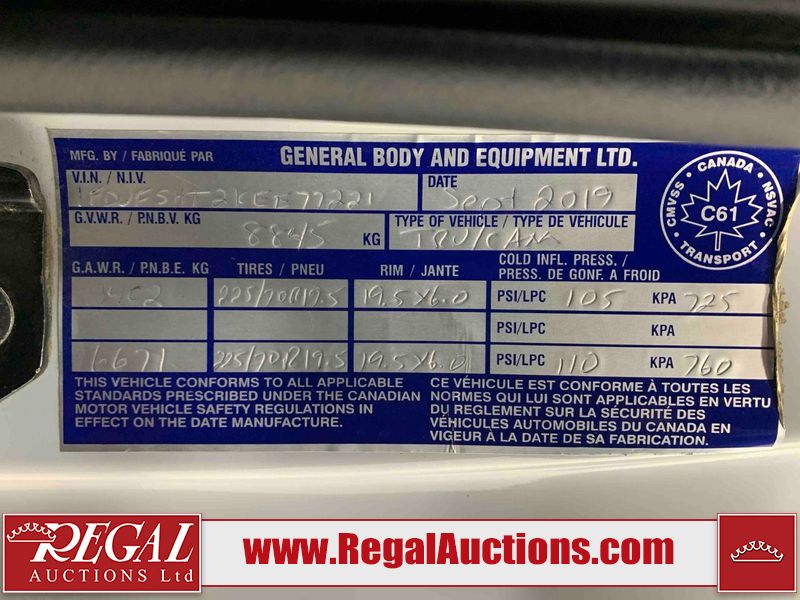 MFG. BY / FABRIQUÉ PAR GENERAL BODY AND EQUIPMENT LTD.
V.I.N. / N.I.V. DATE Sept 2019
G.V.W.R. / P.N.B.V. KG 8845 KG TYPE OF VEHICLE / TYPE DE VÉHICULE TRU/CAM
CANADA
CMVSS
NSVAC
C61
TRANSPORT
G.A.W.R. / P.N.B.E. KG TIRES / PNEU RIM / JANTE COLD INFL. PRESS. /
PRESS. DE GONF. A FROID
225/70R19.5 19.5x6.0 PSI/LPC 105 KPA 725
PSI/LPC KPA
6671 225/70R19.5 19.5x6.0 PSI/LPC 110 KPA 760
THIS VEHICLE CONFORMS TO ALL APPLICABLE
STANDARDS PRESCRIBED UNDER THE CANADIAN
MOTOR VEHICLE SAFETY REGULATIONS IN
EFFECT ON THE DATE MANUFACTURE.
CE VÉHICULE EST CONFORME À TOUTES LES
NORMES QUI LUI SONT APPLICABLES EN VERTU
DU REGLEMENT SUR LA SÉCURITÉ DES
VÉHICULES AUTOMOBILES DU CANADA EN
VIGEUR À LA DATE DE SA FABRICATION.
REGAL
AUCTIONS Ltd
www.RegalAuctions.com